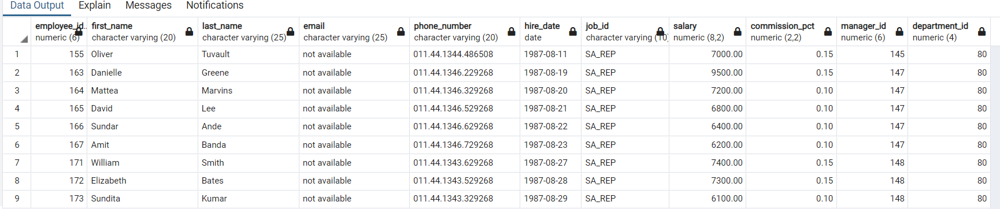 Data Output Explain Messages Notifications
employee_id.. first_name last_name email phone_number hire_date job_id salary commission_pct manager_id department_id
numeric (6) character varying (20) character varying (25) character varying (25) character varying (20) date character varying (10) numeric (8,2) numeric (2,2) numeric (6) numeric (4)
1 155 Oliver Tuvault not available 011.44.1344.486508 1987-08-11 SA_REP 7000.00 0.15 145 80
2 163 Danielle Greene not available 011.44.1346.229268 1987-08-19 SA_REP 9500.00 0.15 147 80
3 164 Mattea Marvins not available 011.44.1346.329268 1987-08-20 SA_REP 7200.00 0.10 147 80
4 165 David Lee not available 011.44.1346.529268 1987-08-21 SA_REP 6800.00 0.10 147 80
5 166 Sundar Ande not available 011.44.1346.629268 1987-08-22 SA_REP 6400.00 0.10 147 80
6 167 Amit Banda not available 011.44.1346.729268 1987-08-23 SA_REP 6200.00 0.10 147 80
7 171 William Smith not available 011.44.1343.629268 1987-08-27 SA_REP 7400.00 0.15 148 80
8 172 Elizabeth Bates not available 011.44.1343.529268 1987-08-28 SA_REP 7300.00 0.15 148 80
9 173 Sundita Kumar not available 011.44.1343.329268 1987-08-29 SA_REP 6100.00 0.10 148 80